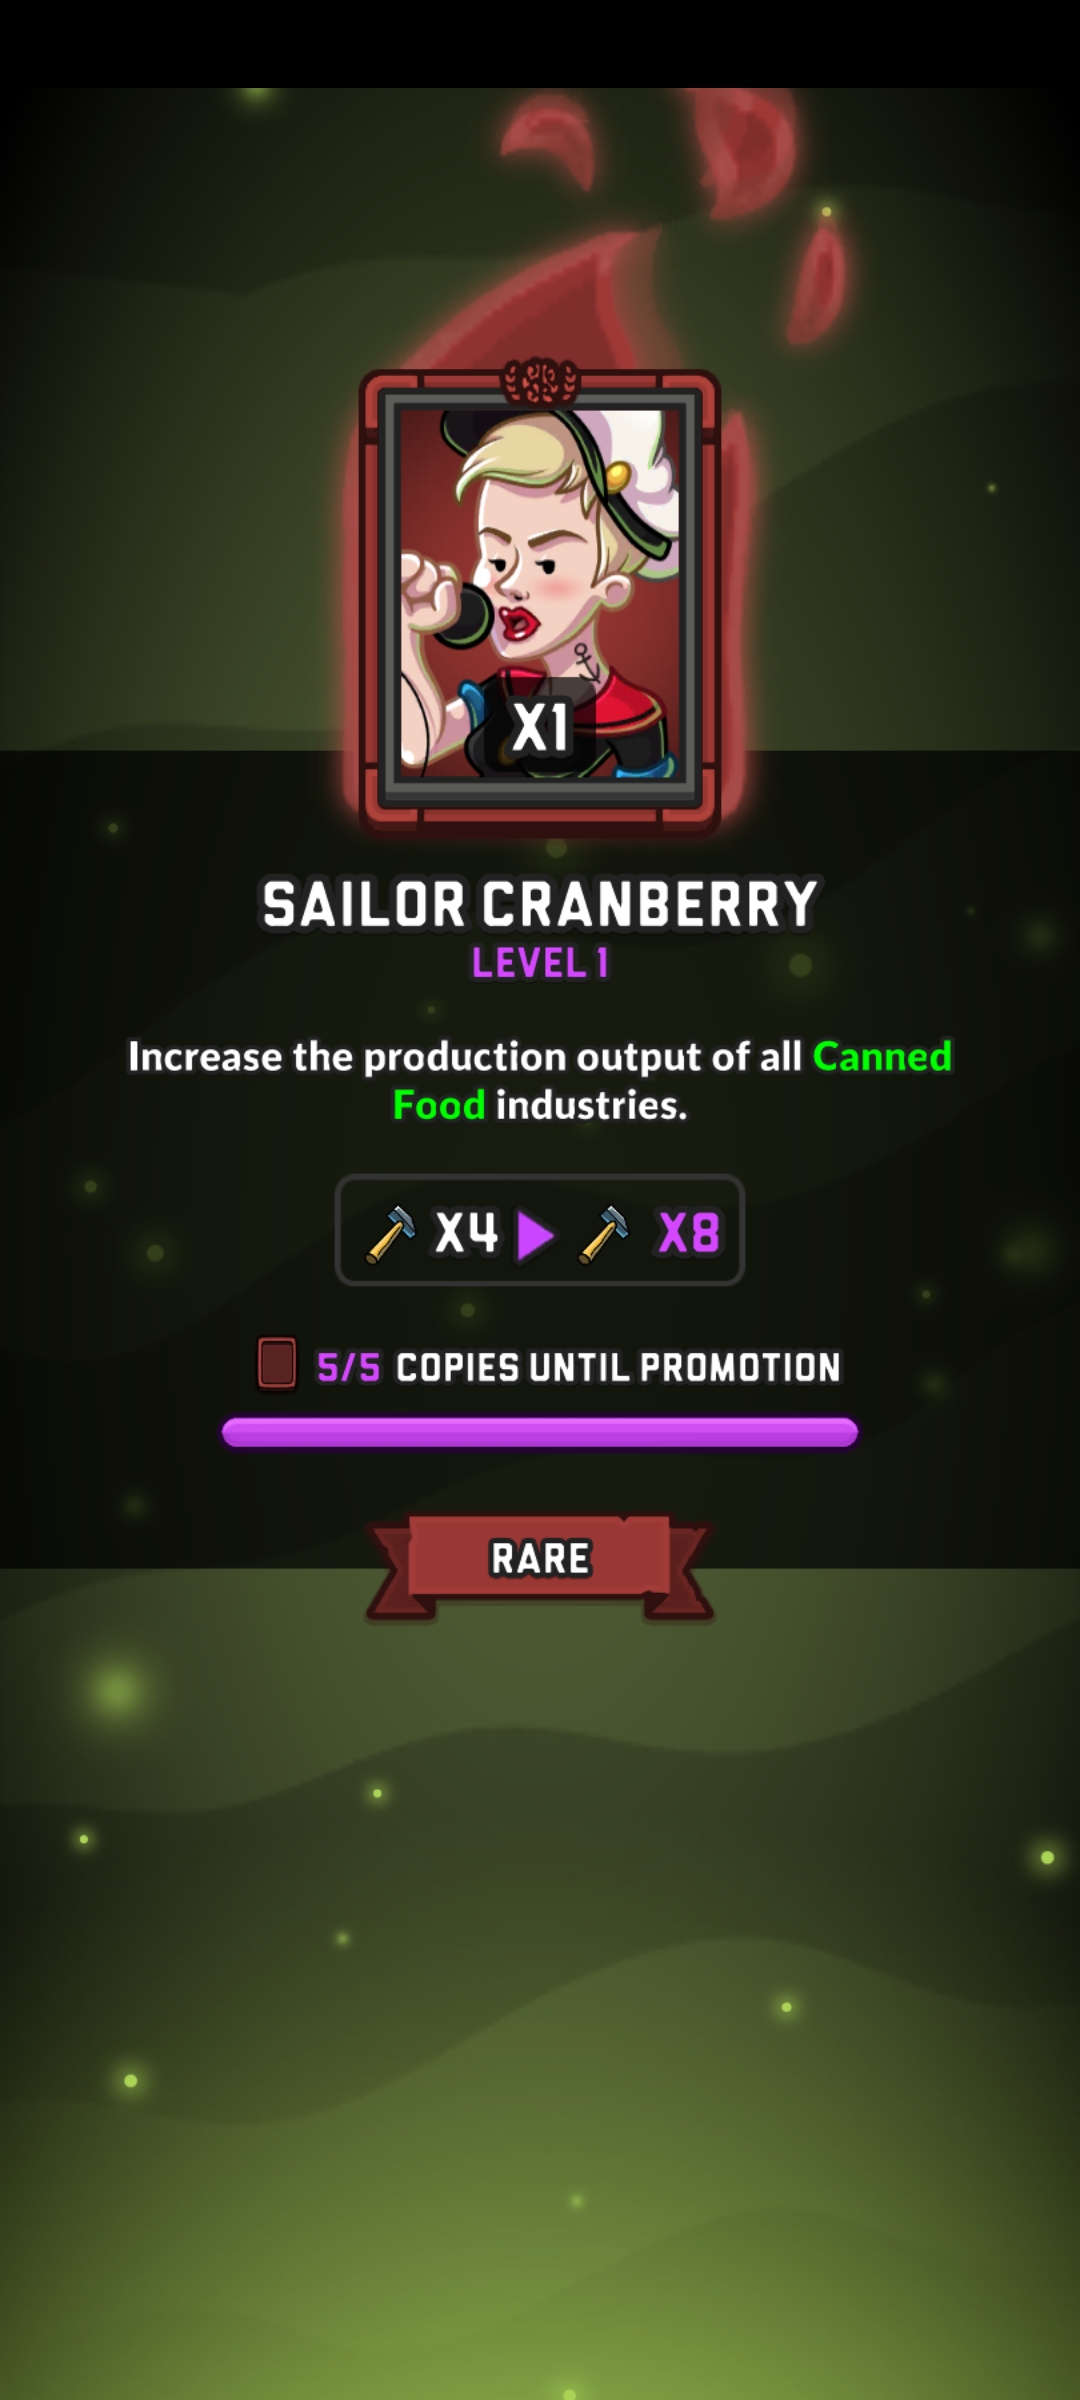 X1
SAILOR CRANBERRY
LEVEL 1
Increase the production output of all Canned
Food industries.
X4 X8
5/5 COPIES UNTIL PROMOTION
RARE